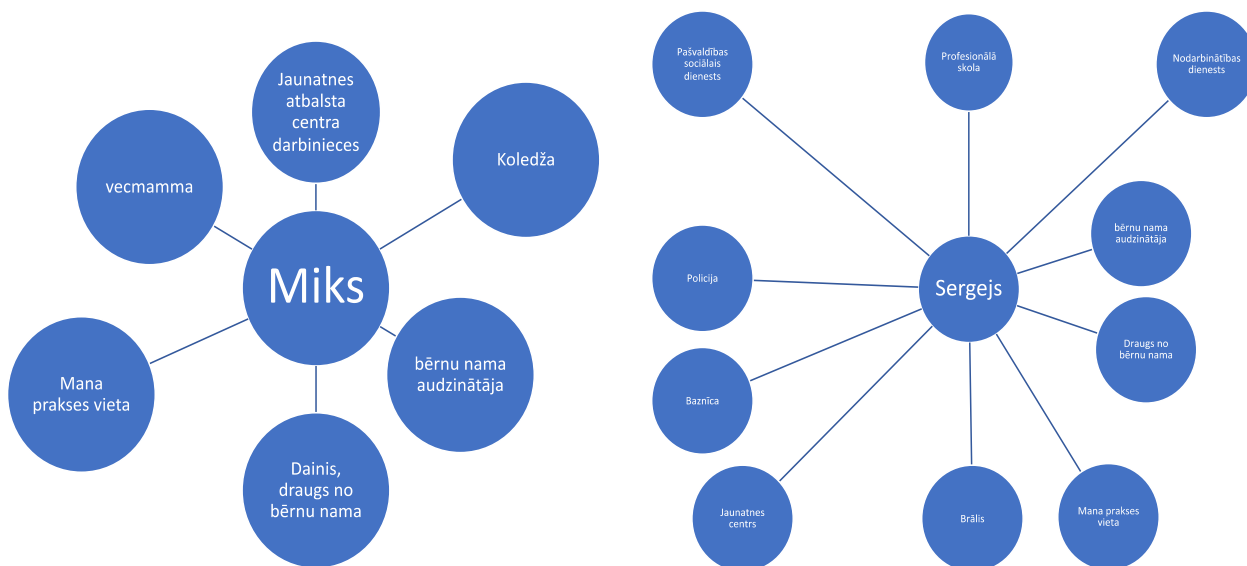 Jaunatnes
atbalsta
centra
darbinieces
Koledža
vecmamma
Miks
bērnu nama
audzinātāja
Mana
prakses vieta
Dainis,
draugs no
bērnu nama
Pašvaldības
sociālais
dienests
Profesionālā
skola
Nodarbinātības
dienests
bērnu nama
audzinātāja
Policija
Sergejs
Draugs no
bērnu nama
Baznīca
Jaunatnes
centrs
Brālis
Mana prakses
vieta